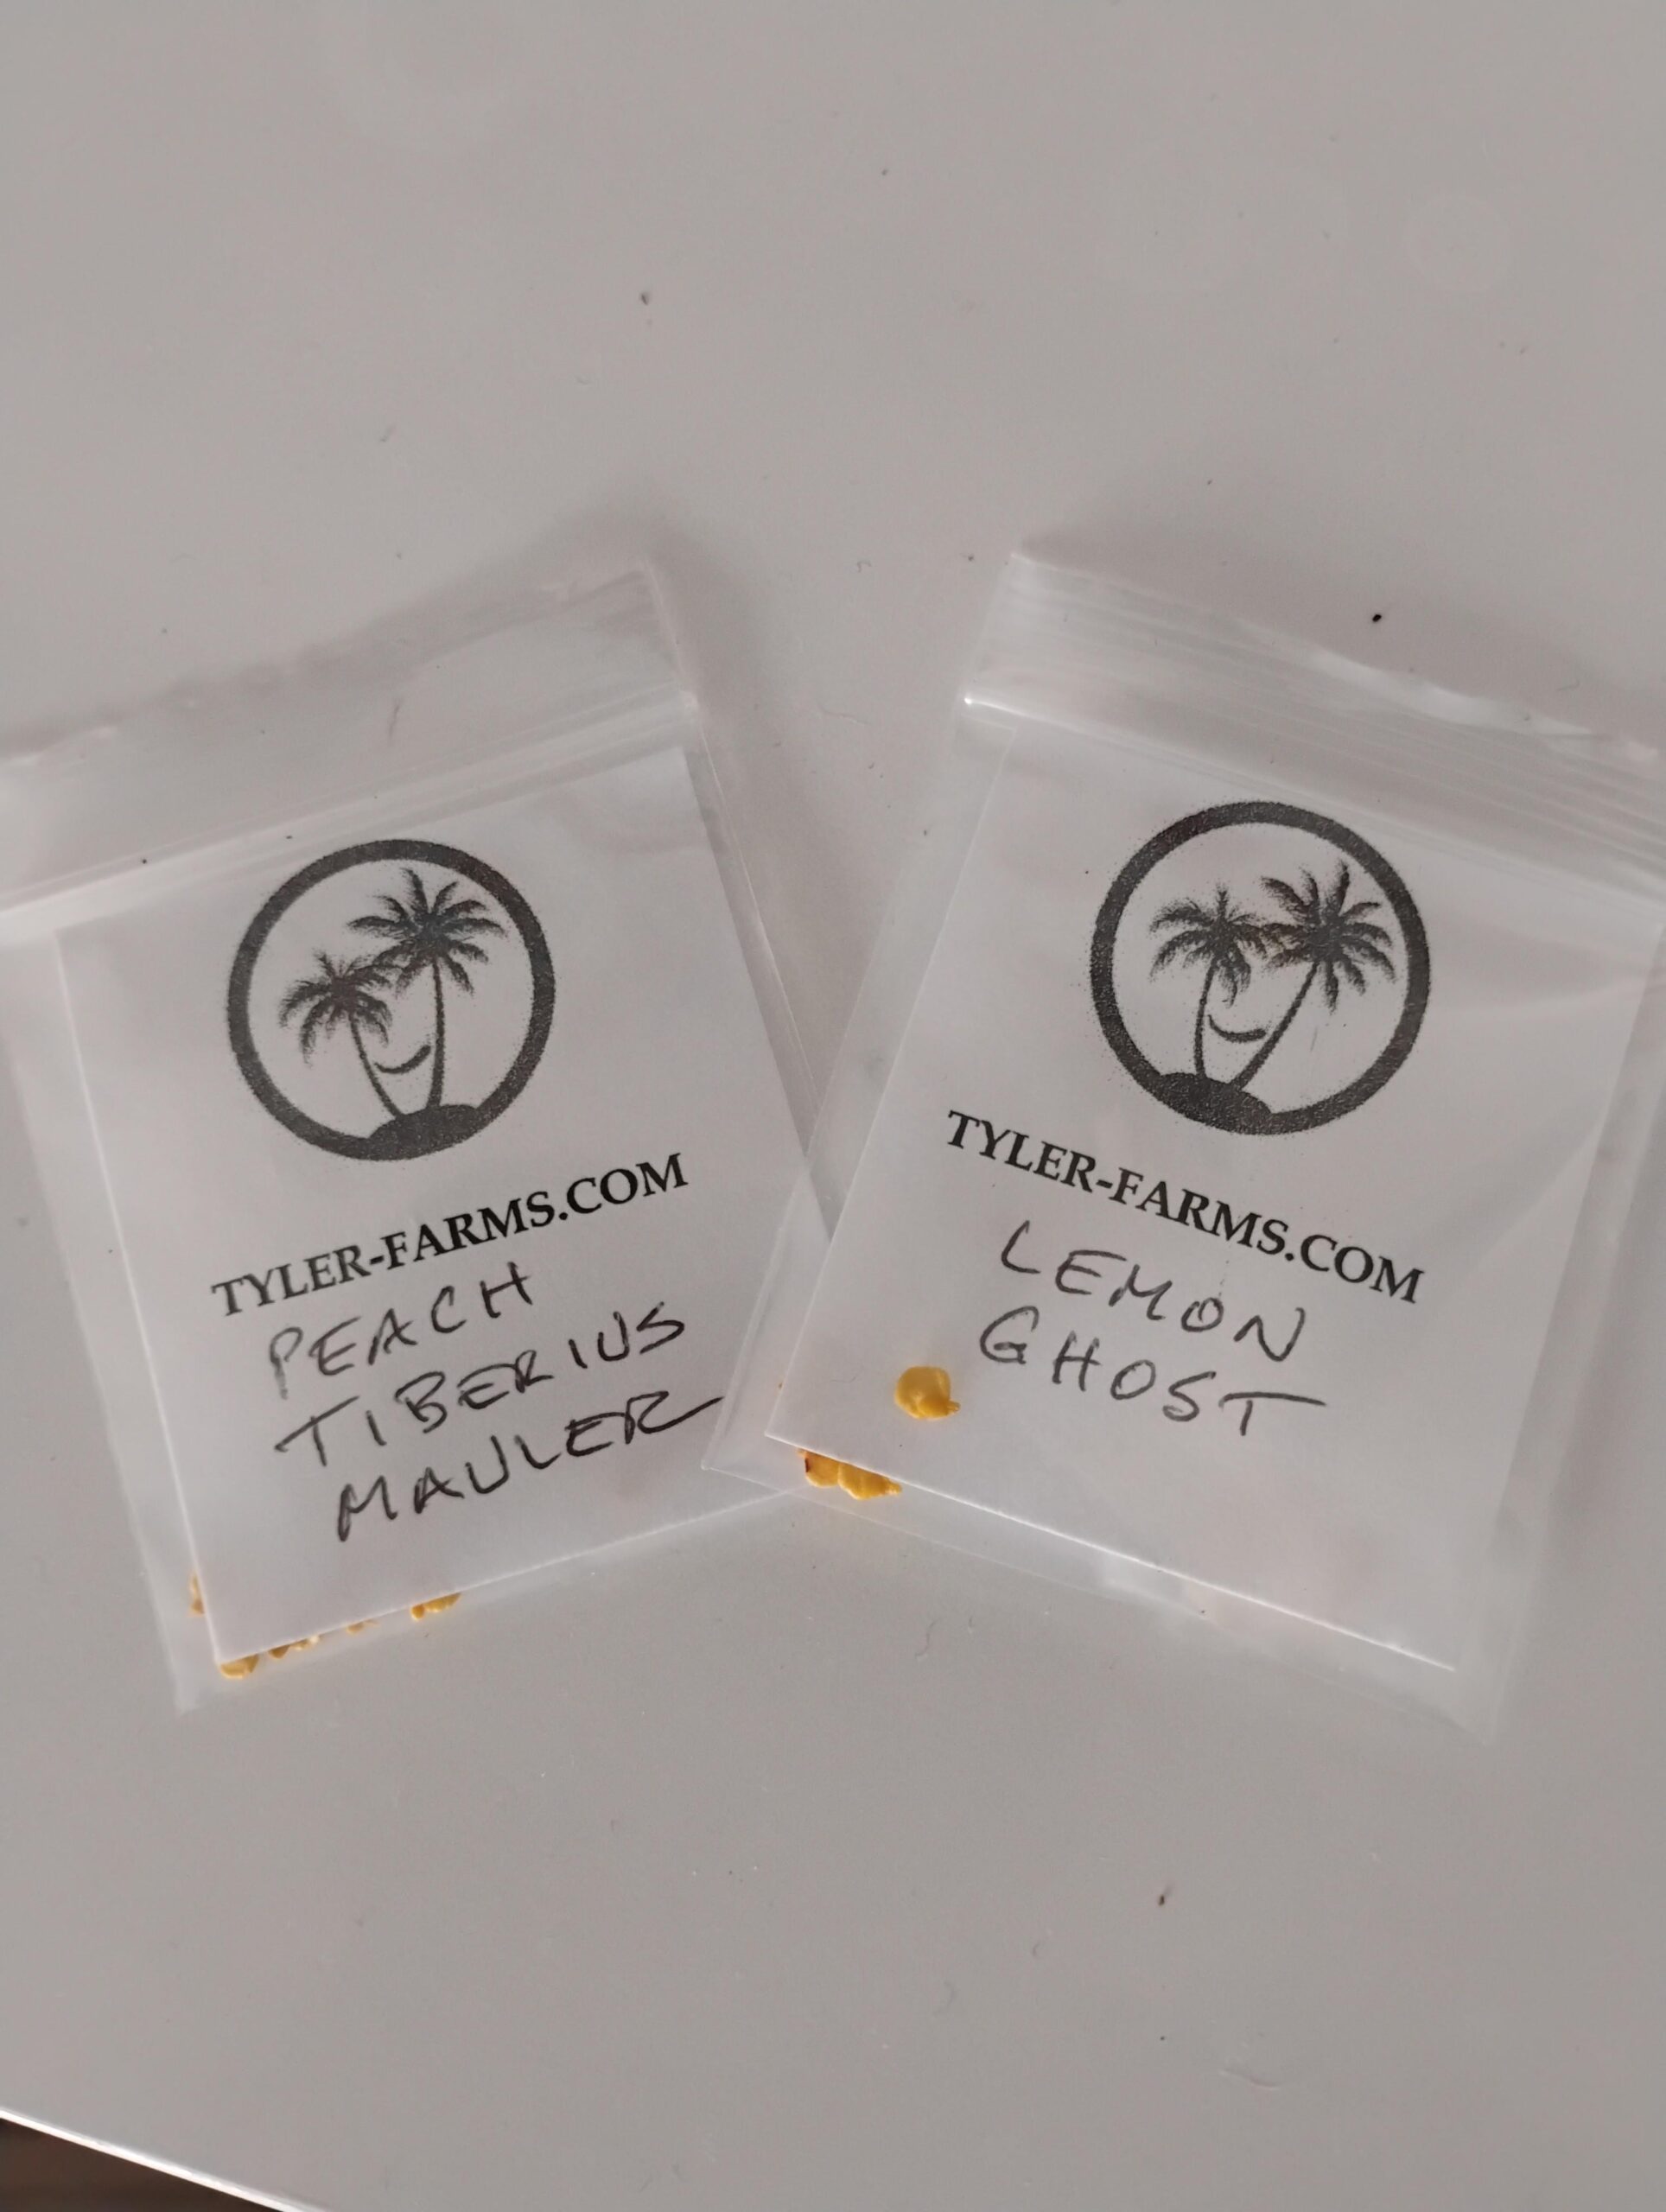 TYLER-FARMS.COM
PEACH
TIBERIUS
MAULER
TYLER-FARMS.COM
LEMON
GHOST